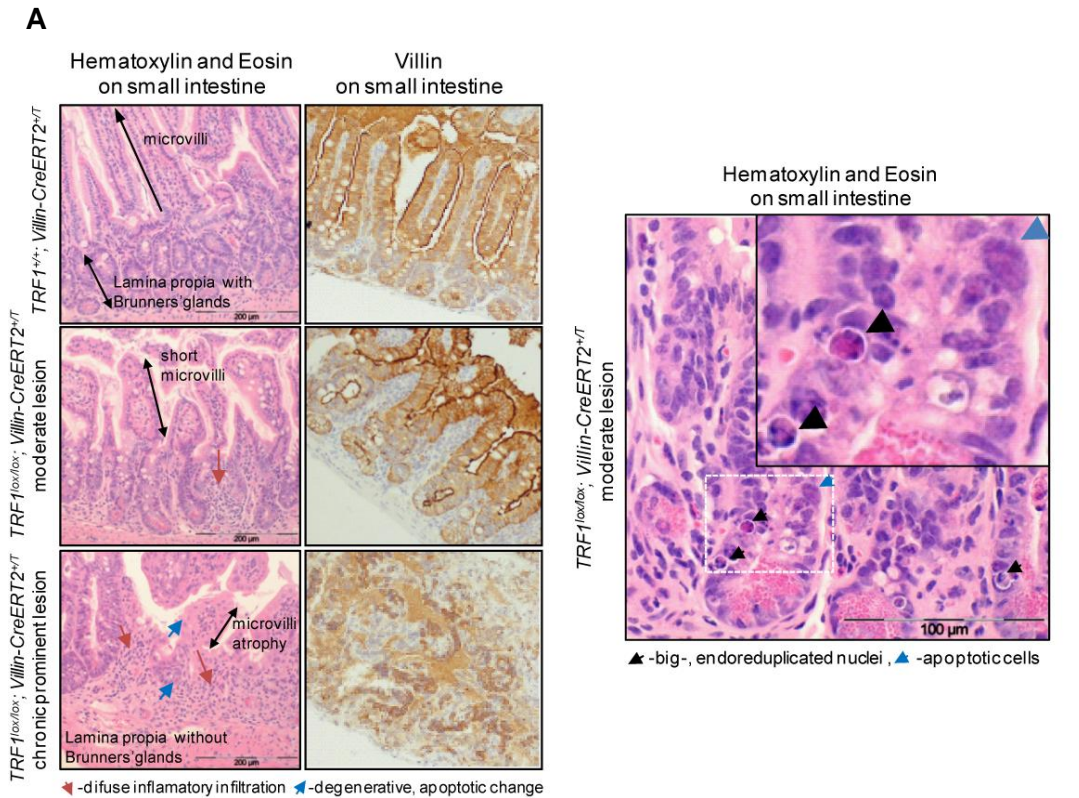 A
Hematoxylin and Eosin
on small intestine
Villin
on small intestine
TRF1+/+; Villin-CreERT2+/T
microvilli
Lamina propia with
Brunners'glands
200 µm
TRF1lox/lox; Villin-CreERT2+/T
moderate lesion
short
microvilli
200 µm
TRF1lox/lox; Villin-CreERT2+/T
chronic prominent lesion
microvilli
atrophy
Lamina propia without
Brunners'glands
200 µm
-difuse inflamatory infiltration
-degenerative, apoptotic change
Hematoxylin and Eosin
on small intestine
TRF1lox/lox; Villin-CreERT2+/T
moderate lesion
100 µm
-big-, endoreduplicated nuclei ,
-apoptotic cells